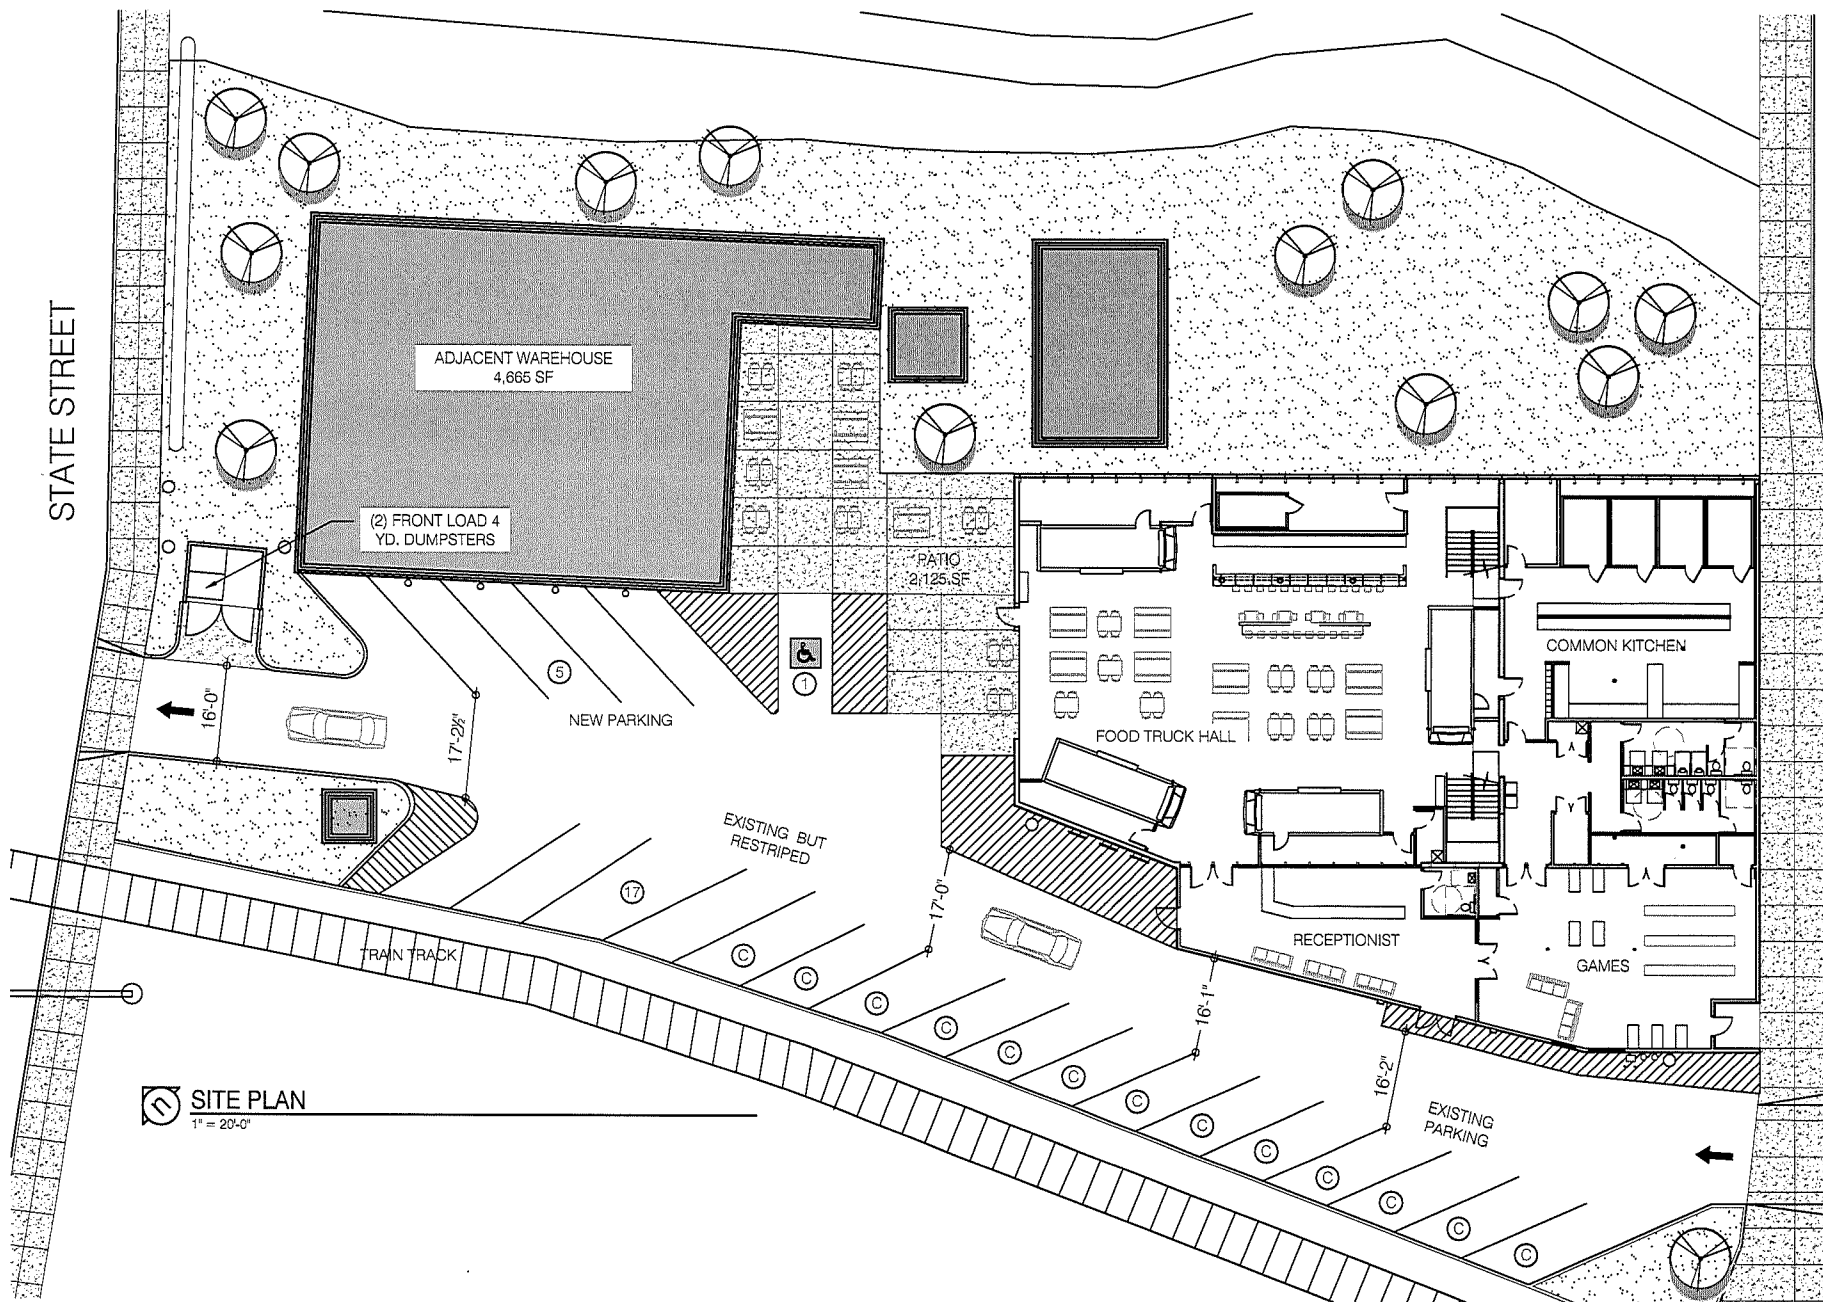 STATE STREET
ADJACENT WAREHOUSE
4,665 SF
(2) FRONT LOAD 4
YD. DUMPSTERS
PATIO
2,125 SF
COMMON KITCHEN
5
1
NEW PARKING
16'-0"
17'-2½"
FOOD TRUCK HALL
EXISTING BUT
RESTRIPED
17
17'-0"
RECEPTIONIST
GAMES
TRAIN TRACK
C
C
C
C
C
C
C
C
C
C
C
C
C
16'-1"
16'-2"
EXISTING
PARKING
n
SITE PLAN
1" = 20'-0"